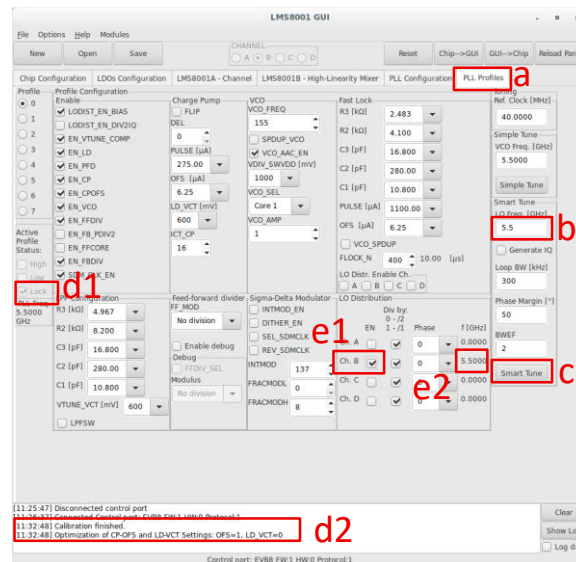 LMS8001 GUI
File Options Help Modules
New Open Save
CHANNEL
A B C D
Reset Chip-->GUI GUI-->Chip Reload Pan
Chip Configuration LDOs Configuration LMS8001A - Channel LMS8001B - High-Linearity Mixer PLL Configuration PLL Profiles
a
Profile
0
1
2
3
4
5
6
7
Active
Profile
Status:
High
Low
Lock
d1
PLL Freq
5.5000
GHz
Profile Configuration
Enable
LODIST_EN_BIAS
LODIST_EN_DIV2IQ
EN_VTUNE_COMP
EN_LD
EN_PFD
EN_CP
EN_CPOFS
EN_VCO
EN_FFDIV
EN_FB_PDIV2
EN_FFCORE
EN_FBDIV
SDM_CLK_EN
Charge Pump
FLIP
DEL
0
PULSE [µA]
275.00
OFS [µA]
6.25
LD_VCT [mV]
600
ICT_CP
16
VCO
VCO_FREQ
155
SPDUP_VCO
VCO_AAC_EN
VDIV_SWVDD [mV]
1000
VCO_SEL
Core 1
VCO_AMP
1
Fast Lock
R3 [kΩ] 2.483
R2 [kΩ] 4.100
C3 [pF] 16.800
C2 [pF] 280.00
C1 [pF] 10.800
PULSE [µA] 1100.00
OFS [µA] 6.25
VCO_SPDUP
FLOCK_N 400 10.00 [µs]
LO Distr. Enable Ch.
A B C D
Tuning
Ref. Clock [MHz]
40.0000
Simple Tune
VCO Freq. [GHz]
5.5000
Simple Tune
Smart Tune
LO Freq. [GHz]
5.5
b
Generate IQ
Loop BW [kHz]
300
Phase Margin [°]
50
BWEF
2
Smart Tune
c
LPF Configuration
R3 [kΩ] 4.967
R2 [kΩ] 8.200
C3 [pF] 16.800
C2 [pF] 280.00
C1 [pF] 10.800
VTUNE_VCT [mV] 600
LPFSW
Feed-forward divider
FF_MOD
No division
Enable debug
Debug
FFDIV_SEL
Modulus
No division
Sigma-Delta Modulator
INTMOD_EN
DITHER_EN
SEL_SDMCLK
REV_SDMCLK
INTMOD 137
FRACMODL 0
FRACMODH 8
LO Distribution
Div by:
0 - /2
EN 1 - /1 Phase f [GHz]
e1
Ch. A 0 0.0000
Ch. B 0 5.5000
e2
Ch. C 0.0000
Ch. D 0.0000
[11:25:47] Disconnected control port
[11:26:37] Connected Control port: EVB8 FW:1 HW:0 Protocol:1
[11:32:48] Calibration finished.
[11:32:48] Optimization of CP-OFS and LD-VCT Settings: OFS=1, LD_VCT=0
d2
Clear
Show Lo
Log d
Control port: EVB8 FW:1 HW:0 Protocol:1